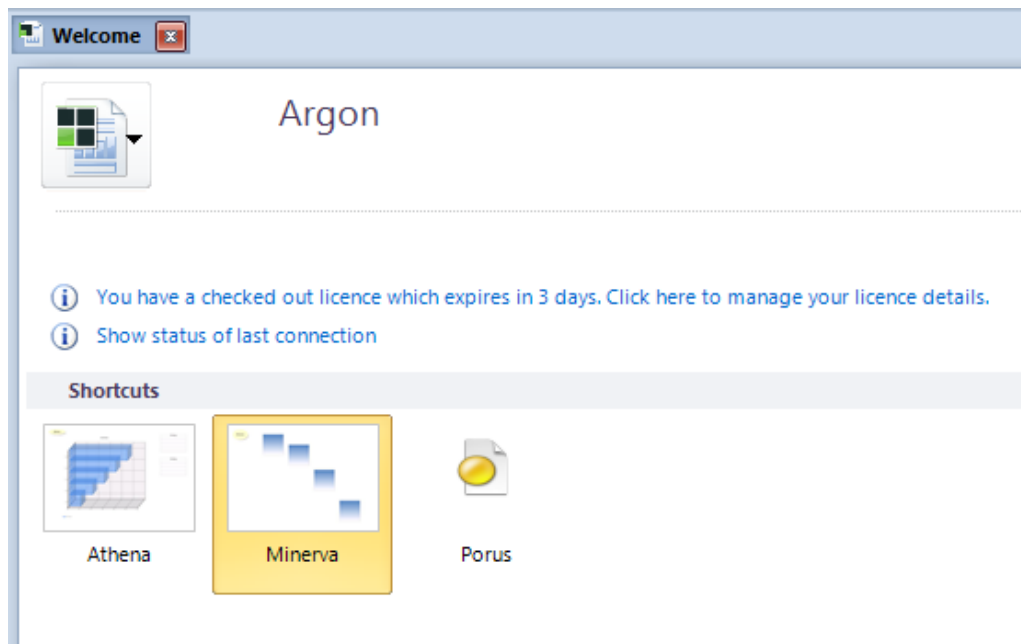 Welcome
Argon
You have a checked out licence which expires in 3 days. Click here to manage your licence details.
Show status of last connection
Shortcuts
Athena Minerva Porus